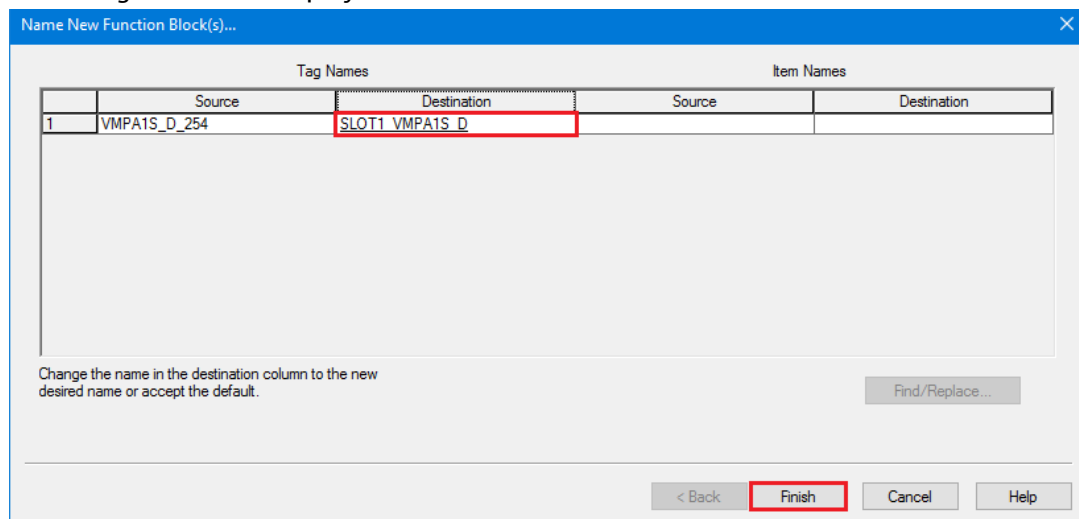 Name New Function Block(s)...
Tag Names Item Names
Source Destination Source Destination
1 VMPA1S_D_254 SLOT1_VMPA1S_D
Change the name in the destination column to the new
desired name or accept the default.
Find/Replace...
< Back Finish Cancel Help